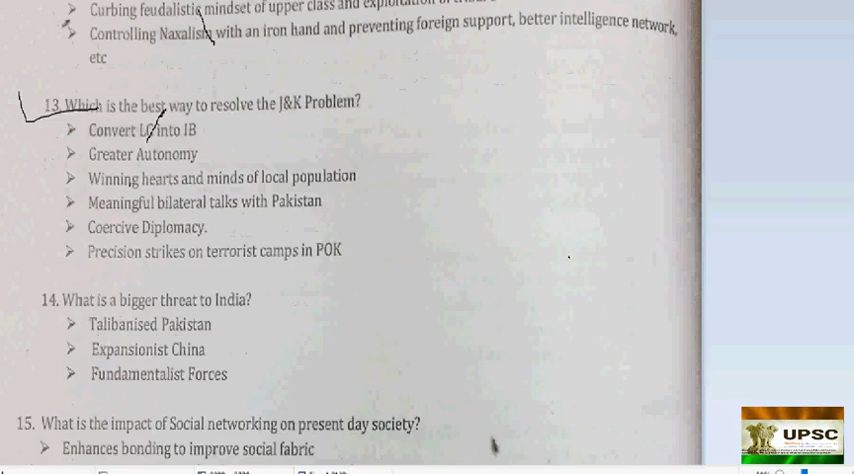 ➤ Curbing feudalistic mindset of upper class and exploitation of
➤ Controlling Naxalism with an iron hand and preventing foreign support, better intelligence network,
etc
13. Which is the best way to resolve the J&K Problem?
➤ Convert LC into IB
➤ Greater Autonomy
➤ Winning hearts and minds of local population
➤ Meaningful bilateral talks with Pakistan
➤ Coercive Diplomacy.
➤ Precision strikes on terrorist camps in POK
14. What is a bigger threat to India?
➤ Talibanised Pakistan
➤ Expansionist China
➤ Fundamentalist Forces
15. What is the impact of Social networking on present day society?
➤ Enhances bonding to improve social fabric
UPSC